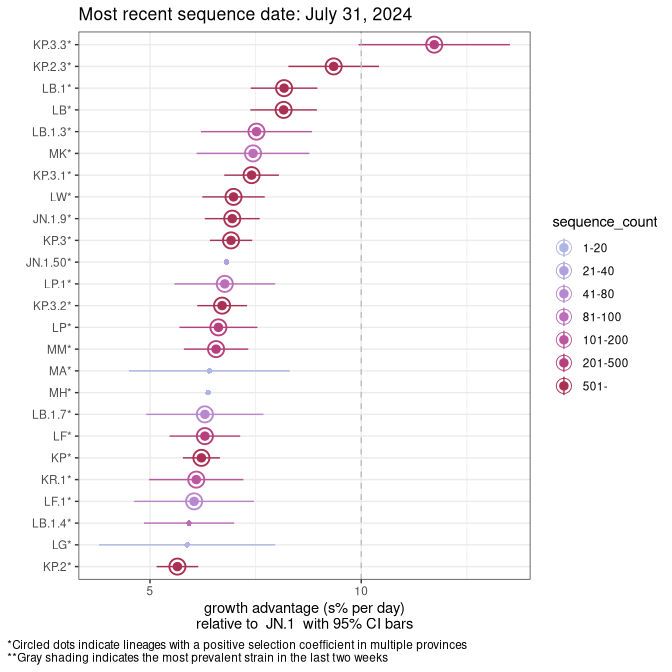 Most recent sequence date: July 31, 2024
KP.3.3*
KP.2.3*
LB.1*
LB*
LB.1.3*
MK*
KP.3.1*
LW*
JN.1.9*
KP.3*
JN.1.50*
LP.1*
KP.3.2*
LP*
MM*
MA*
MH*
LB.1.7*
LF*
KP*
KR.1*
LF.1*
LB.1.4*
LG*
KP.2*
5
10
growth advantage (s% per day)
relative to JN.1 with 95% CI bars
sequence_count
1-20
21-40
41-80
81-100
101-200
201-500
501-
*Circled dots indicate lineages with a positive selection coefficient in multiple provinces
**Gray shading indicates the most prevalent strain in the last two weeks